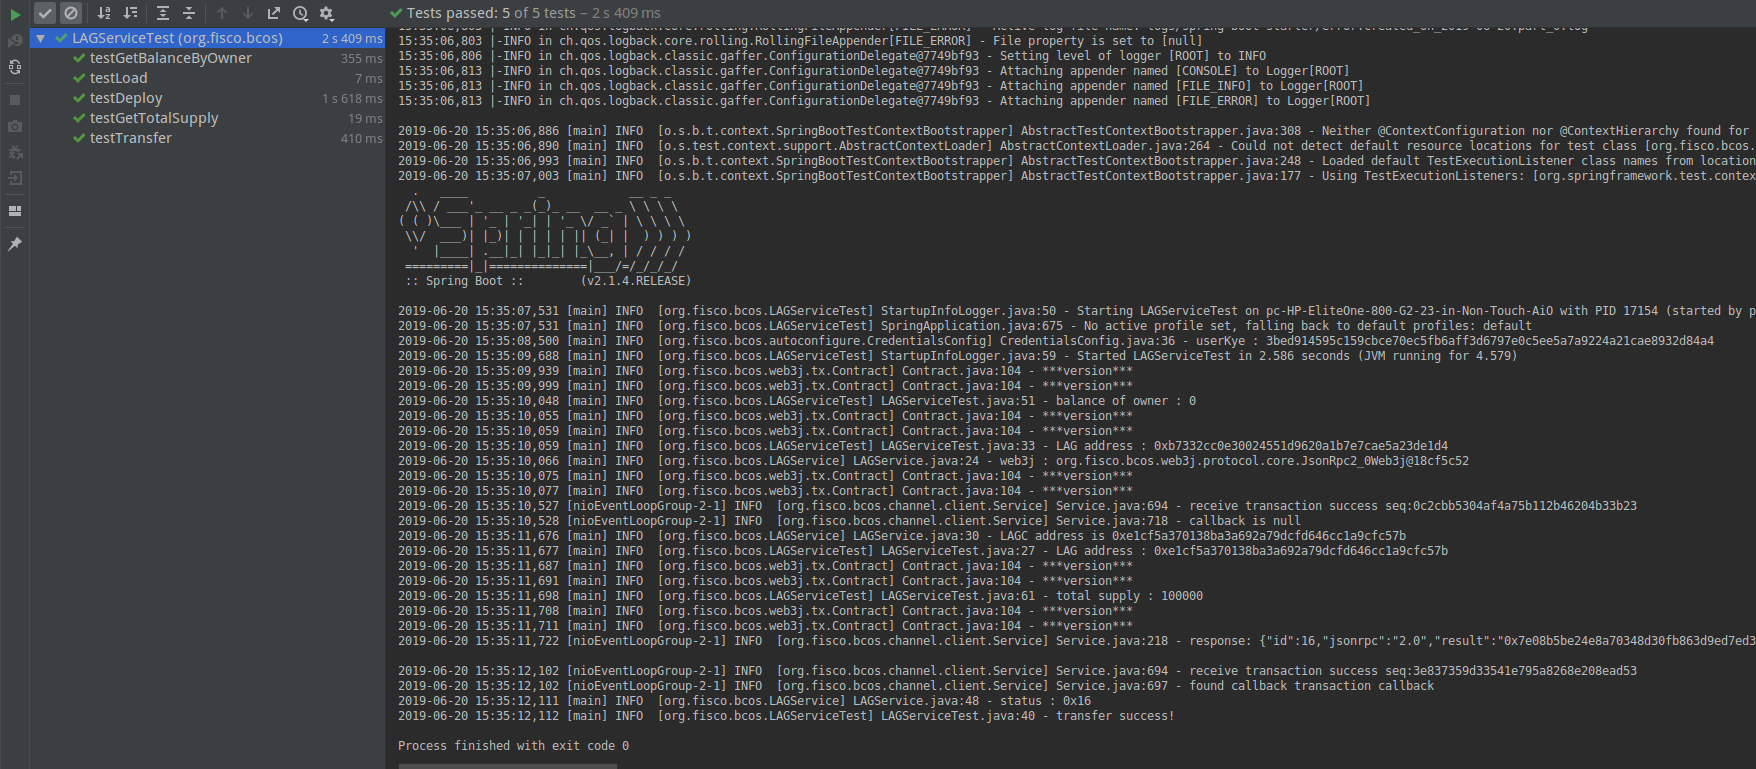 Tests passed: 5 of 5 tests – 2 s 409 ms
LAGServiceTest (org.fisco.bcos) 2 s 409 ms
testGetBalanceByOwner 355 ms
testLoad 7 ms
testDeploy 1 s 618 ms
testGetTotalSupply 19 ms
testTransfer 410 ms
15:35:06,803 |-INFO in ch.qos.logback.core.rolling.RollingFileAppender[FILE_ERROR] - File property is set to [null]
15:35:06,806 |-INFO in ch.qos.logback.classic.gaffer.ConfigurationDelegate@7749bf93 - Setting level of logger [ROOT] to INFO
15:35:06,813 |-INFO in ch.qos.logback.classic.gaffer.ConfigurationDelegate@7749bf93 - Attaching appender named [CONSOLE] to Logger[ROOT]
15:35:06,813 |-INFO in ch.qos.logback.classic.gaffer.ConfigurationDelegate@7749bf93 - Attaching appender named [FILE_INFO] to Logger[ROOT]
15:35:06,813 |-INFO in ch.qos.logback.classic.gaffer.ConfigurationDelegate@7749bf93 - Attaching appender named [FILE_ERROR] to Logger[ROOT]
2019-06-20 15:35:06,886 [main] INFO  [o.s.b.t.context.SpringBootTestContextBootstrapper] AbstractTestContextBootstrapper.java:308 - Neither @ContextConfiguration nor @ContextHierarchy found for
2019-06-20 15:35:06,890 [main] INFO  [o.s.test.context.support.AbstractContextLoader] AbstractContextLoader.java:264 - Could not detect default resource locations for test class [org.fisco.bcos.
2019-06-20 15:35:06,993 [main] INFO  [o.s.b.t.context.SpringBootTestContextBootstrapper] AbstractTestContextBootstrapper.java:248 - Loaded default TestExecutionListener class names from location
2019-06-20 15:35:07,003 [main] INFO  [o.s.b.t.context.SpringBootTestContextBootstrapper] AbstractTestContextBootstrapper.java:177 - Using TestExecutionListeners: [org.springframework.test.contex
Spring
:: Spring Boot ::        (v2.1.4.RELEASE)
2019-06-20 15:35:07,531 [main] INFO  [org.fisco.bcos.LAGServiceTest] StartupInfoLogger.java:50 - Starting LAGServiceTest on pc-HP-EliteOne-800-G2-23-in-Non-Touch-AiO with PID 17154 (started by p
2019-06-20 15:35:07,531 [main] INFO  [org.fisco.bcos.LAGServiceTest] SpringApplication.java:675 - No active profile set, falling back to default profiles: default
2019-06-20 15:35:08,500 [main] INFO  [org.fisco.bcos.autoconfigure.CredentialsConfig] CredentialsConfig.java:36 - userKye : 3bed914595c159cbce70ec5fb6aff3d6797e0c5ee5a7a9224a21cae8932d84a4
2019-06-20 15:35:09,688 [main] INFO  [org.fisco.bcos.LAGServiceTest] StartupInfoLogger.java:59 - Started LAGServiceTest in 2.586 seconds (JVM running for 4.579)
2019-06-20 15:35:09,939 [main] INFO  [org.fisco.bcos.web3j.tx.Contract] Contract.java:104 - ***version***
2019-06-20 15:35:09,999 [main] INFO  [org.fisco.bcos.web3j.tx.Contract] Contract.java:104 - ***version***
2019-06-20 15:35:10,048 [main] INFO  [org.fisco.bcos.LAGServiceTest] LAGServiceTest.java:51 - balance of owner : 0
2019-06-20 15:35:10,055 [main] INFO  [org.fisco.bcos.web3j.tx.Contract] Contract.java:104 - ***version***
2019-06-20 15:35:10,059 [main] INFO  [org.fisco.bcos.web3j.tx.Contract] Contract.java:104 - ***version***
2019-06-20 15:35:10,059 [main] INFO  [org.fisco.bcos.LAGServiceTest] LAGServiceTest.java:33 - LAG address : 0xb7332cc0e30024551d9620a1b7e7cae5a23de1d4
2019-06-20 15:35:10,066 [main] INFO  [org.fisco.bcos.LAGService] LAGService.java:24 - web3j : org.fisco.bcos.web3j.protocol.core.JsonRpc2_0Web3j@18cf5c52
2019-06-20 15:35:10,075 [main] INFO  [org.fisco.bcos.web3j.tx.Contract] Contract.java:104 - ***version***
2019-06-20 15:35:10,077 [main] INFO  [org.fisco.bcos.web3j.tx.Contract] Contract.java:104 - ***version***
2019-06-20 15:35:10,527 [nioEventLoopGroup-2-1] INFO  [org.fisco.bcos.channel.client.Service] Service.java:694 - receive transaction success seq:0c2cbb5304af4a75b112b46204b33b23
2019-06-20 15:35:10,528 [nioEventLoopGroup-2-1] INFO  [org.fisco.bcos.channel.client.Service] Service.java:718 - callback is null
2019-06-20 15:35:11,676 [main] INFO  [org.fisco.bcos.LAGService] LAGService.java:30 - LAGC address is 0xe1cf5a370138ba3a692a79dcfd646cc1a9cfc57b
2019-06-20 15:35:11,677 [main] INFO  [org.fisco.bcos.LAGServiceTest] LAGServiceTest.java:27 - LAG address : 0xe1cf5a370138ba3a692a79dcfd646cc1a9cfc57b
2019-06-20 15:35:11,687 [main] INFO  [org.fisco.bcos.web3j.tx.Contract] Contract.java:104 - ***version***
2019-06-20 15:35:11,691 [main] INFO  [org.fisco.bcos.web3j.tx.Contract] Contract.java:104 - ***version***
2019-06-20 15:35:11,698 [main] INFO  [org.fisco.bcos.LAGServiceTest] LAGServiceTest.java:61 - total supply : 100000
2019-06-20 15:35:11,708 [main] INFO  [org.fisco.bcos.web3j.tx.Contract] Contract.java:104 - ***version***
2019-06-20 15:35:11,711 [main] INFO  [org.fisco.bcos.web3j.tx.Contract] Contract.java:104 - ***version***
2019-06-20 15:35:11,722 [nioEventLoopGroup-2-1] INFO  [org.fisco.bcos.channel.client.Service] Service.java:218 - response: {"id":16,"jsonrpc":"2.0","result":"0x7e08b5be24e8a70348d30fb863d9ed7ed3
2019-06-20 15:35:12,102 [nioEventLoopGroup-2-1] INFO  [org.fisco.bcos.channel.client.Service] Service.java:694 - receive transaction success seq:3e837359d33541e795a8268e208ead53
2019-06-20 15:35:12,102 [nioEventLoopGroup-2-1] INFO  [org.fisco.bcos.channel.client.Service] Service.java:697 - found callback transaction callback
2019-06-20 15:35:12,111 [main] INFO  [org.fisco.bcos.LAGService] LAGService.java:48 - status : 0x16
2019-06-20 15:35:12,112 [main] INFO  [org.fisco.bcos.LAGServiceTest] LAGServiceTest.java:40 - transfer success!
Process finished with exit code 0